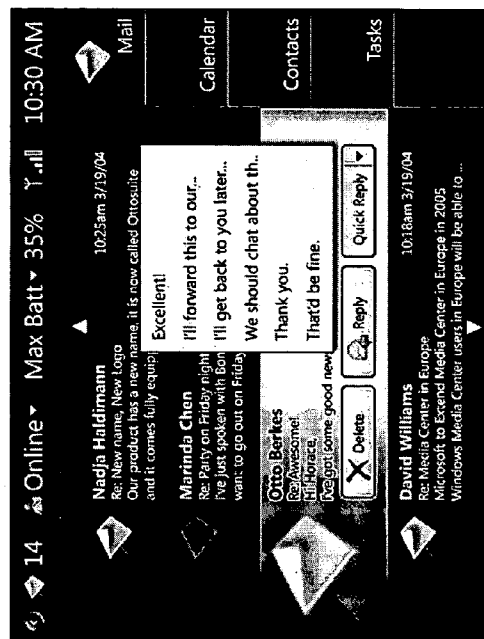 14 Online Max Batt 35% 10:30 AM
Nadja Haldimann 10:25am 3/19/04
Re: New name, New Logo
Our product has a new name, it is now called Ottosuite
and it comes fully equipp
Marinda Chen
Re: Party on Friday night
I've just spoken with Bon
want to go out on Friday
Excellent!
I'll forward this to our...
I'll get back to you later...
We should chat about th..
Thank you.
That'd be fine.
Otto Berkes
Re: Awesome!
Hi Horace,
I've got some good new
Delete
Reply
Quick Reply
David Williams 10:18am 3/19/04
Re: Media Center in Europe
Microsoft to Extend Media Center in Europe in 2005
Windows Media Center users in Europe will be able to ...
Mail
Calendar
Contacts
Tasks